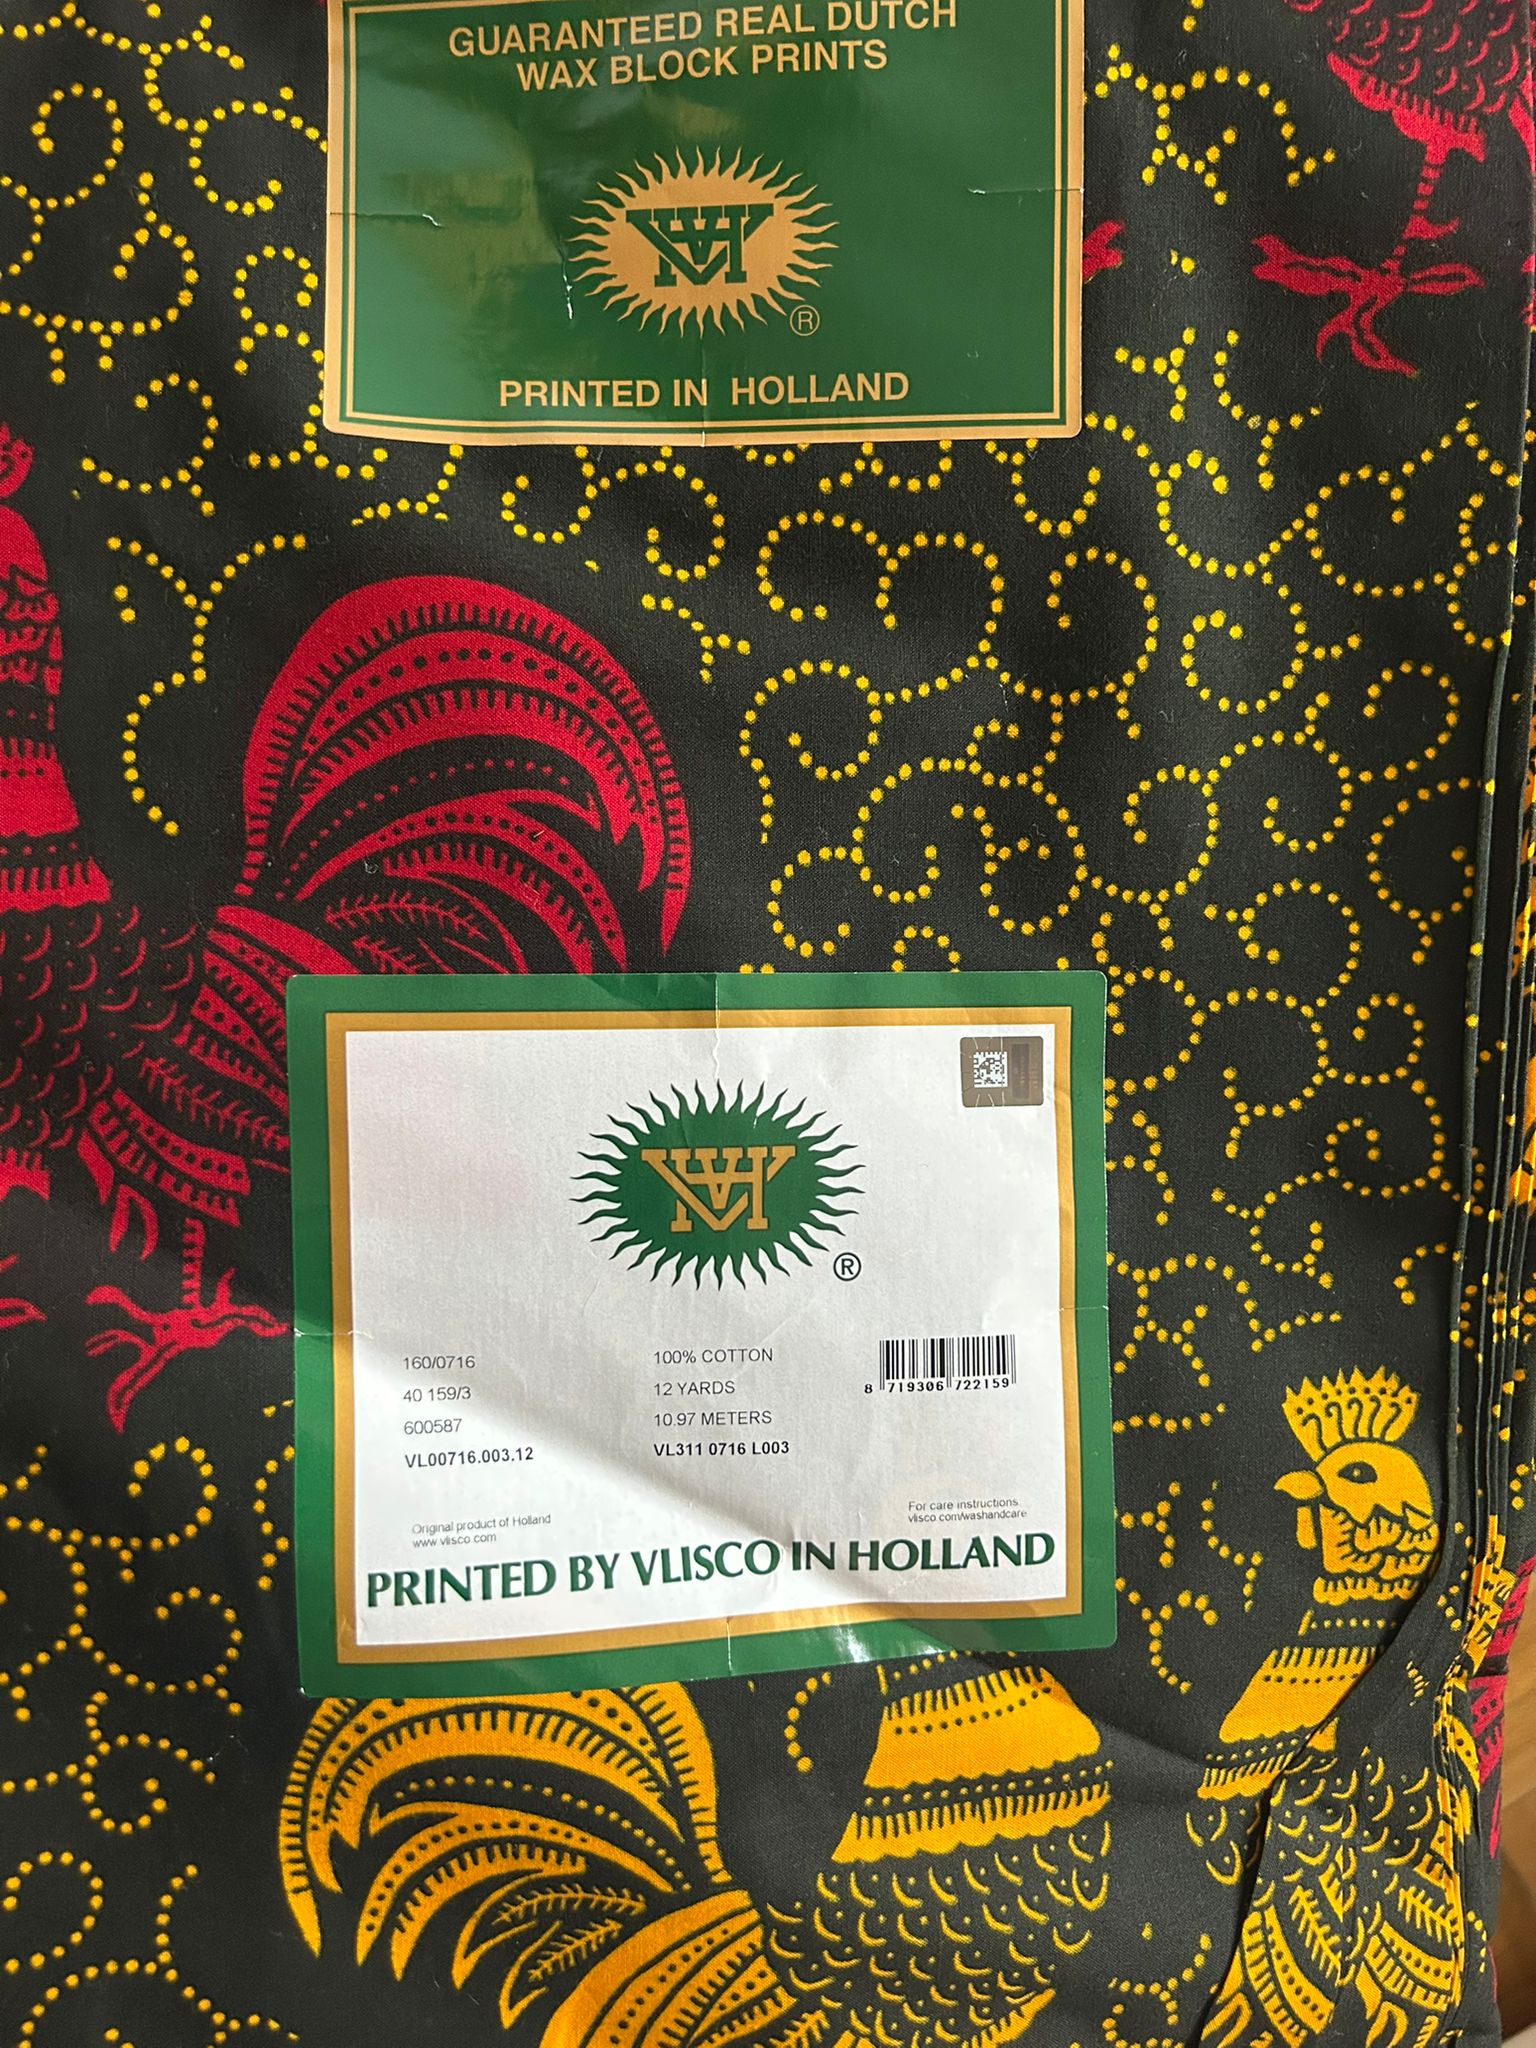 GUARANTEED REAL DUTCH
WAX BLOCK PRINTS
VH
®
PRINTED IN HOLLAND
VH
®
160/0716
40 159/3
600587
VL00716.003.12
100% COTTON
12 YARDS
10.97 METERS
VL311 0716 L003
8 719306 722159
Original product of Holland
www vlisco com
For care instructions:
vlisco com/washandcare
PRINTED BY VLISCO IN HOLLAND